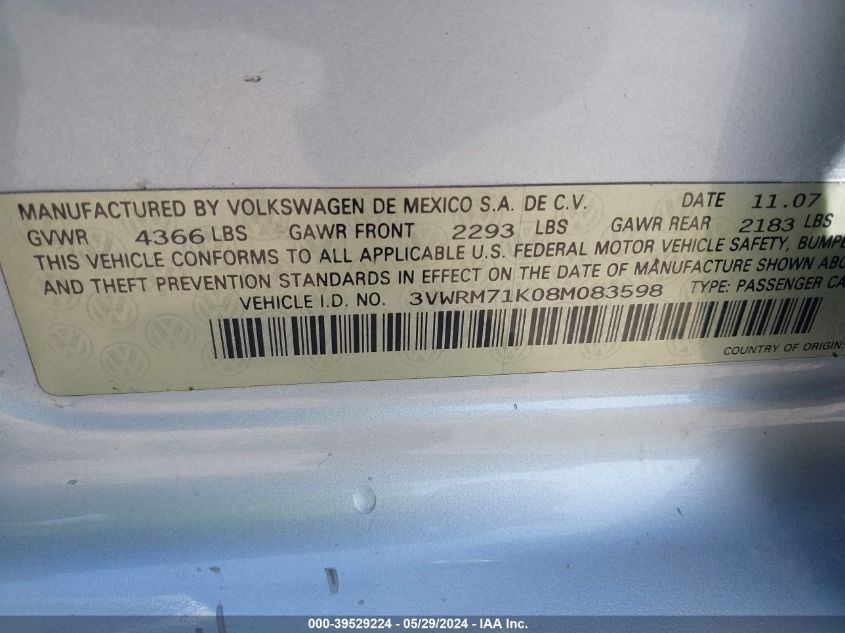 MANUFACTURED BY VOLKSWAGEN DE MEXICO S.A. DE C.V. DATE 11.07
GVWR 4366 LBS GAWR FRONT 2293 LBS GAWR REAR 2183 LBS
THIS VEHICLE CONFORMS TO ALL APPLICABLE U.S. FEDERAL MOTOR VEHICLE SAFETY, BUMPE
AND THEFT PREVENTION STANDARDS IN EFFECT ON THE DATE OF MANUFACTURE SHOWN ABO
VEHICLE I.D. NO. 3VWRM71K08M083598 TYPE: PASSENGER CA
COUNTRY OF ORIGIN:
000-39529224 - 05/29/2024 - IAA Inc.